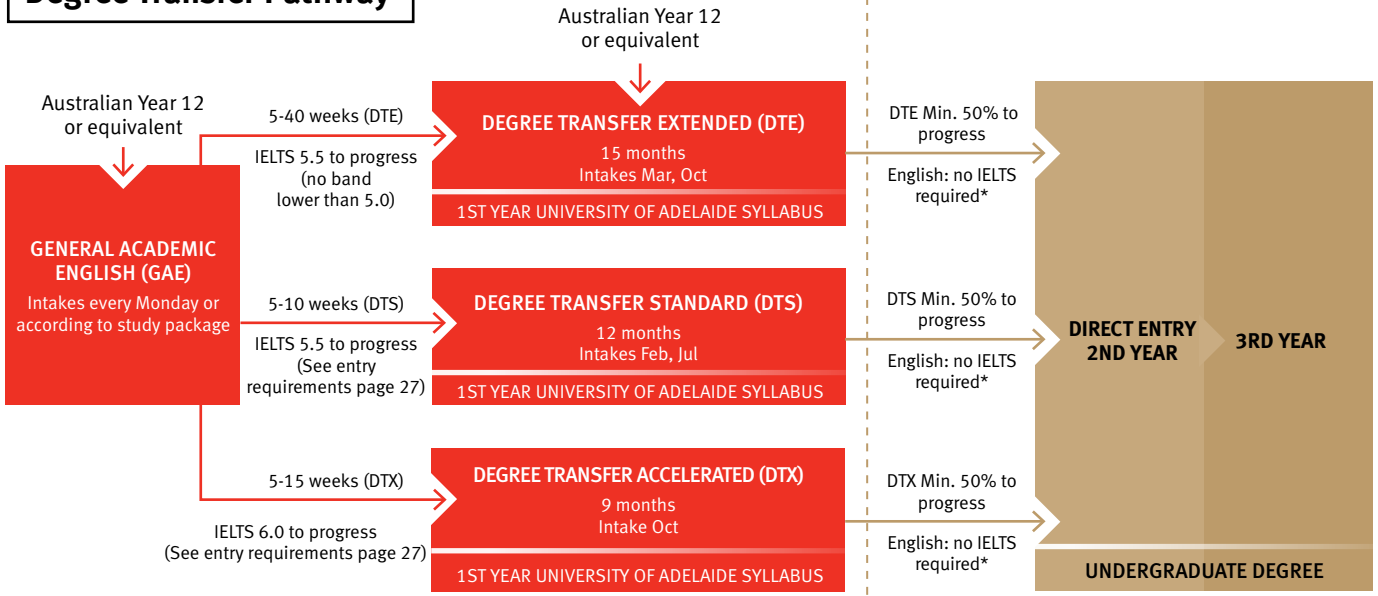 Degree Transfer Pathway
Australian Year 12
or equivalent
Australian Year 12
or equivalent
GENERAL ACADEMIC
ENGLISH (GAE)
Intakes every Monday or
according to study package
5-40 weeks (DTE)
IELTS 5.5 to progress
(no band
lower than 5.0)
DEGREE TRANSFER EXTENDED (DTE)
15 months
Intakes Mar, Oct
1ST YEAR UNIVERSITY OF ADELAIDE SYLLABUS
DTE Min. 50% to
progress
English: no IELTS
required*
5-10 weeks (DTS)
IELTS 5.5 to progress
(See entry
requirements page 27)
DEGREE TRANSFER STANDARD (DTS)
12 months
Intakes Feb, Jul
1ST YEAR UNIVERSITY OF ADELAIDE SYLLABUS
DTS Min. 50% to
progress
English: no IELTS
required*
5-15 weeks (DTX)
IELTS 6.0 to progress
(See entry requirements page 27)
DEGREE TRANSFER ACCELERATED (DTX)
9 months
Intake Oct
1ST YEAR UNIVERSITY OF ADELAIDE SYLLABUS
DTX Min. 50% to
progress
English: no IELTS
required*
DIRECT ENTRY
2ND YEAR
3RD YEAR
UNDERGRADUATE DEGREE